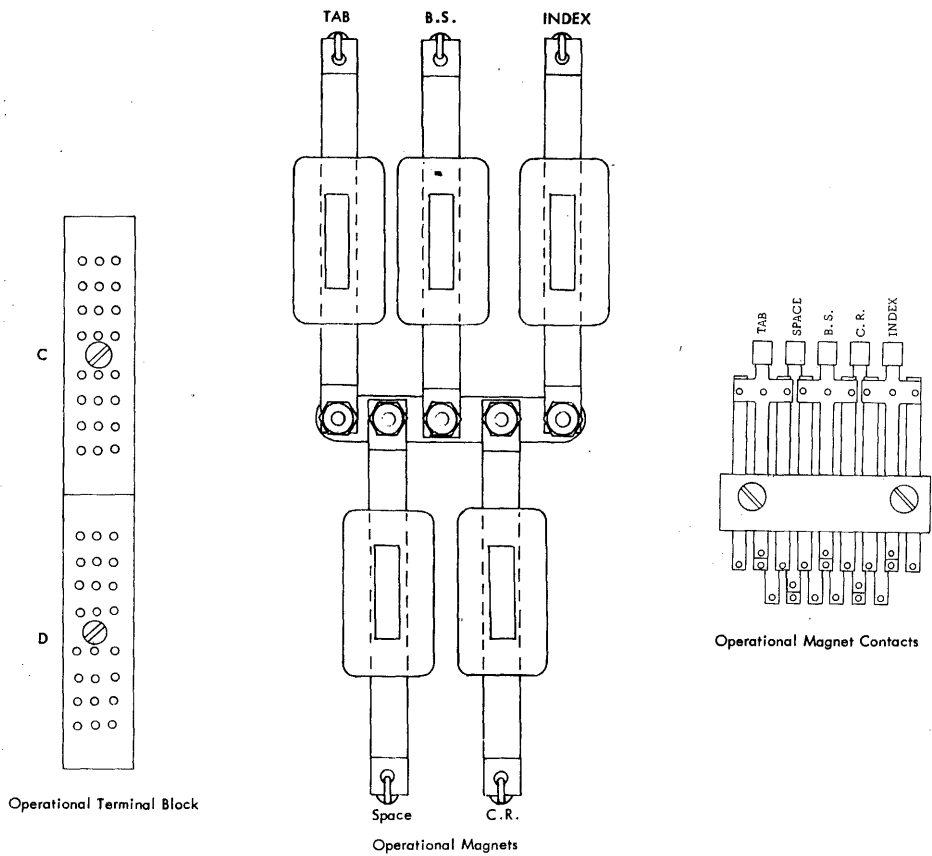 TAB B.S. INDEX
TAB
SPACE
B.S.
C.R.
INDEX
C
D
Operational Magnet Contacts
Operational Terminal Block
Space C.R.
Operational Magnets